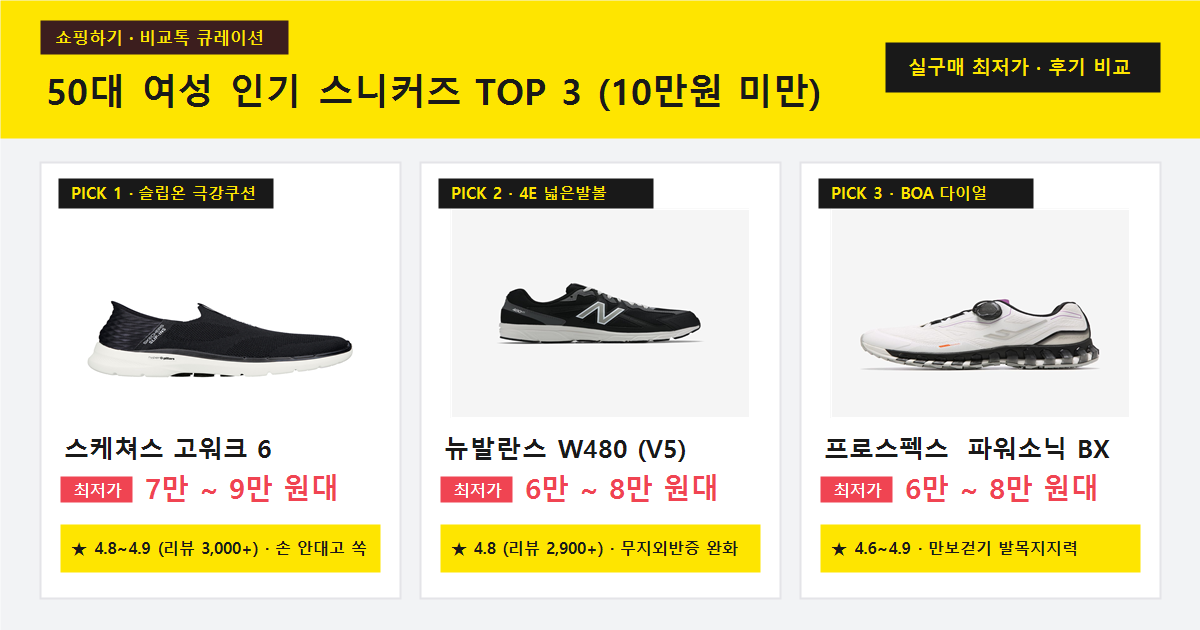 쇼핑하기 · 비교톡 큐레이션
50대 여성 인기 스니커즈 TOP 3 (10만원 미만)
실구매 최저가 · 후기 비교
PICK 1 · 슬립온 극강쿠션
스케쳐스 고워크 6
최저가 7만 ~ 9만 원대
★ 4.8~4.9 (리뷰 3,000+) · 손 안대고 쏙
PICK 2 · 4E 넓은발볼
N
뉴발란스 W480 (V5)
최저가 6만 ~ 8만 원대
★ 4.8 (리뷰 2,900+) · 무지외반증 완화
PICK 3 · BOA 다이얼
프로스펙스 파워소닉 BX
최저가 6만 ~ 8만 원대
★ 4.6~4.9 · 만보걷기 발목지지력